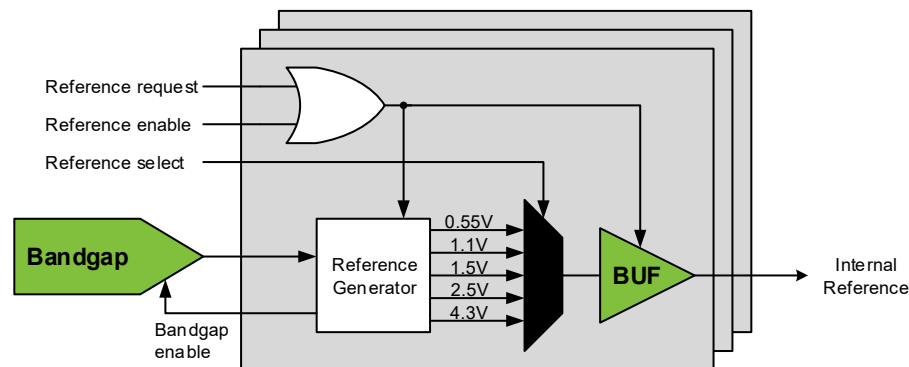 Reference request
Reference enable
Reference select
0.55V
1.1V
1.5V
2.5V
4.3V
Bandgap
Reference
Generator
BUF
Internal
Reference
Bandgap
enable